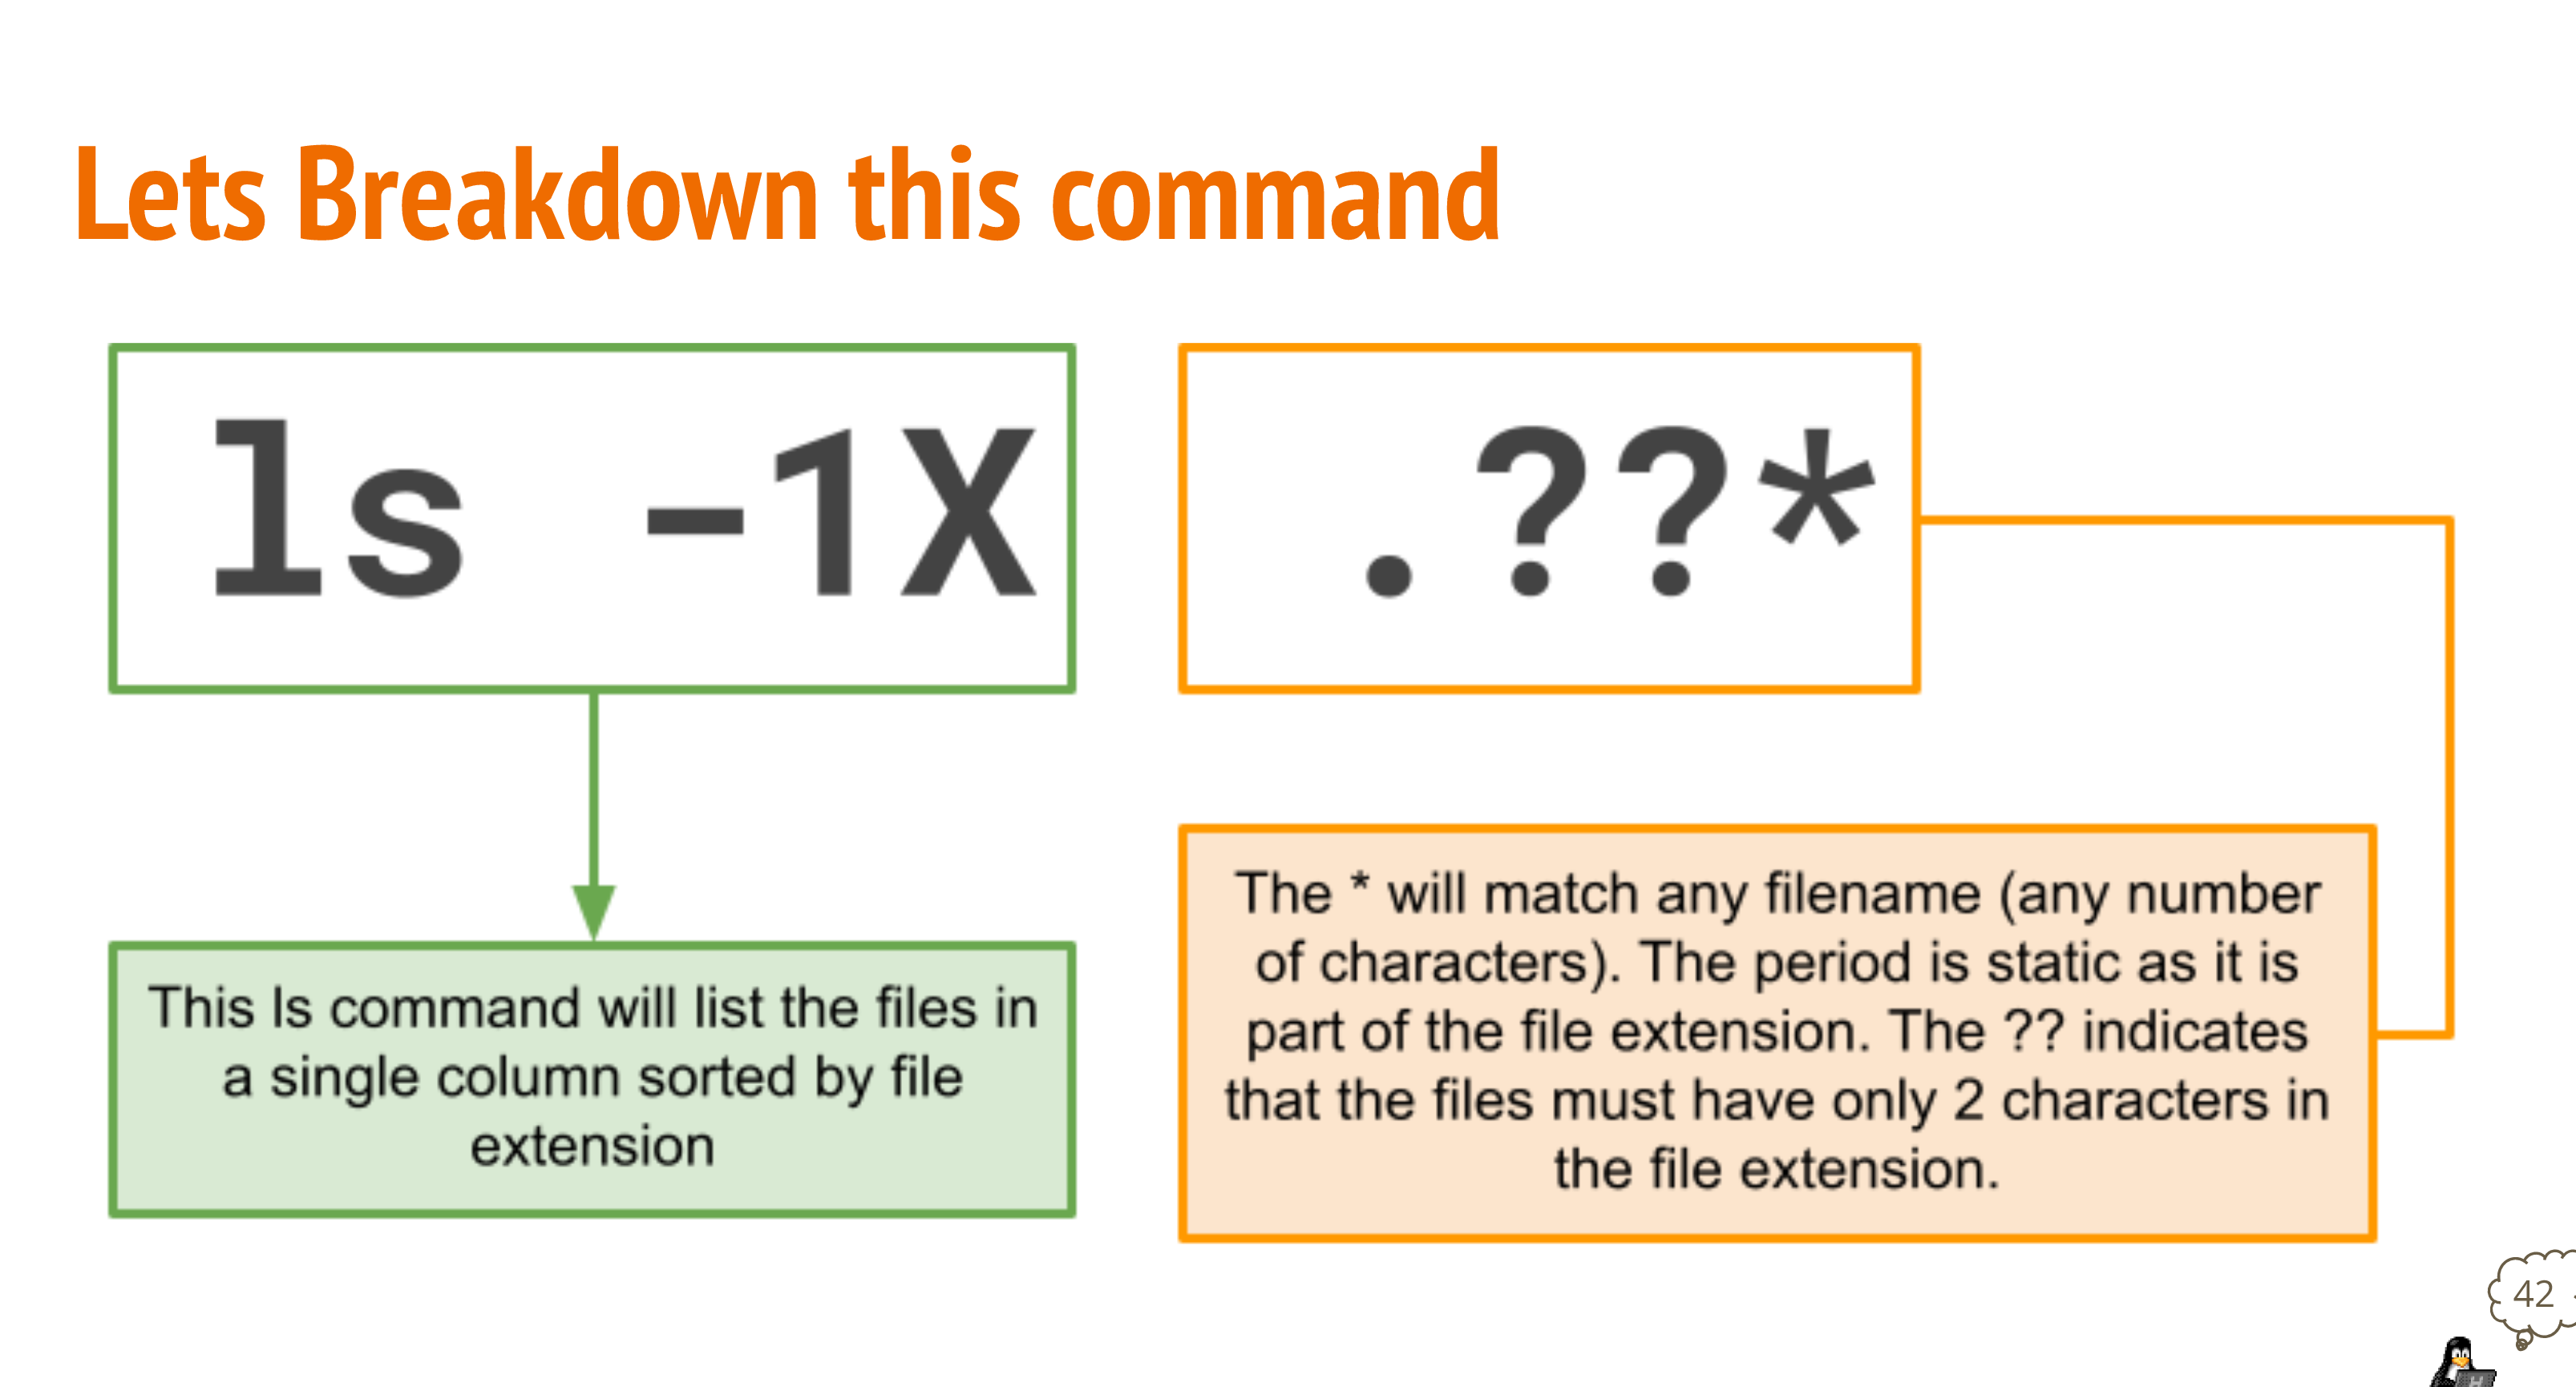 Lets Breakdown this command
ls -1X
.??*
This ls command will list the files in
a single column sorted by file
extension
The * will match any filename (any number
of characters). The period is static as it is
part of the file extension. The ?? indicates
that the files must have only 2 characters in
the file extension.
42